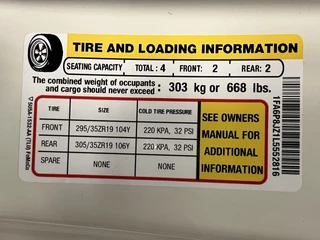 TIRE AND LOADING INFORMATION
SEATING CAPACITY TOTAL : 4 FRONT: 2 REAR: 2
The combined weight of occupants and cargo should never exceed : 303 kg or 668 lbs.
TIRE SIZE COLD TIRE PRESSURE
FRONT 295/35ZR19 104Y 220 KPA, 32 PSI
REAR 305/35ZR19 106Y 220 KPA, 32 PSI
SPARE NONE NONE
SEE OWNERS
MANUAL FOR
ADDITIONAL
INFORMATION
1FA6P8JZ1L5552816